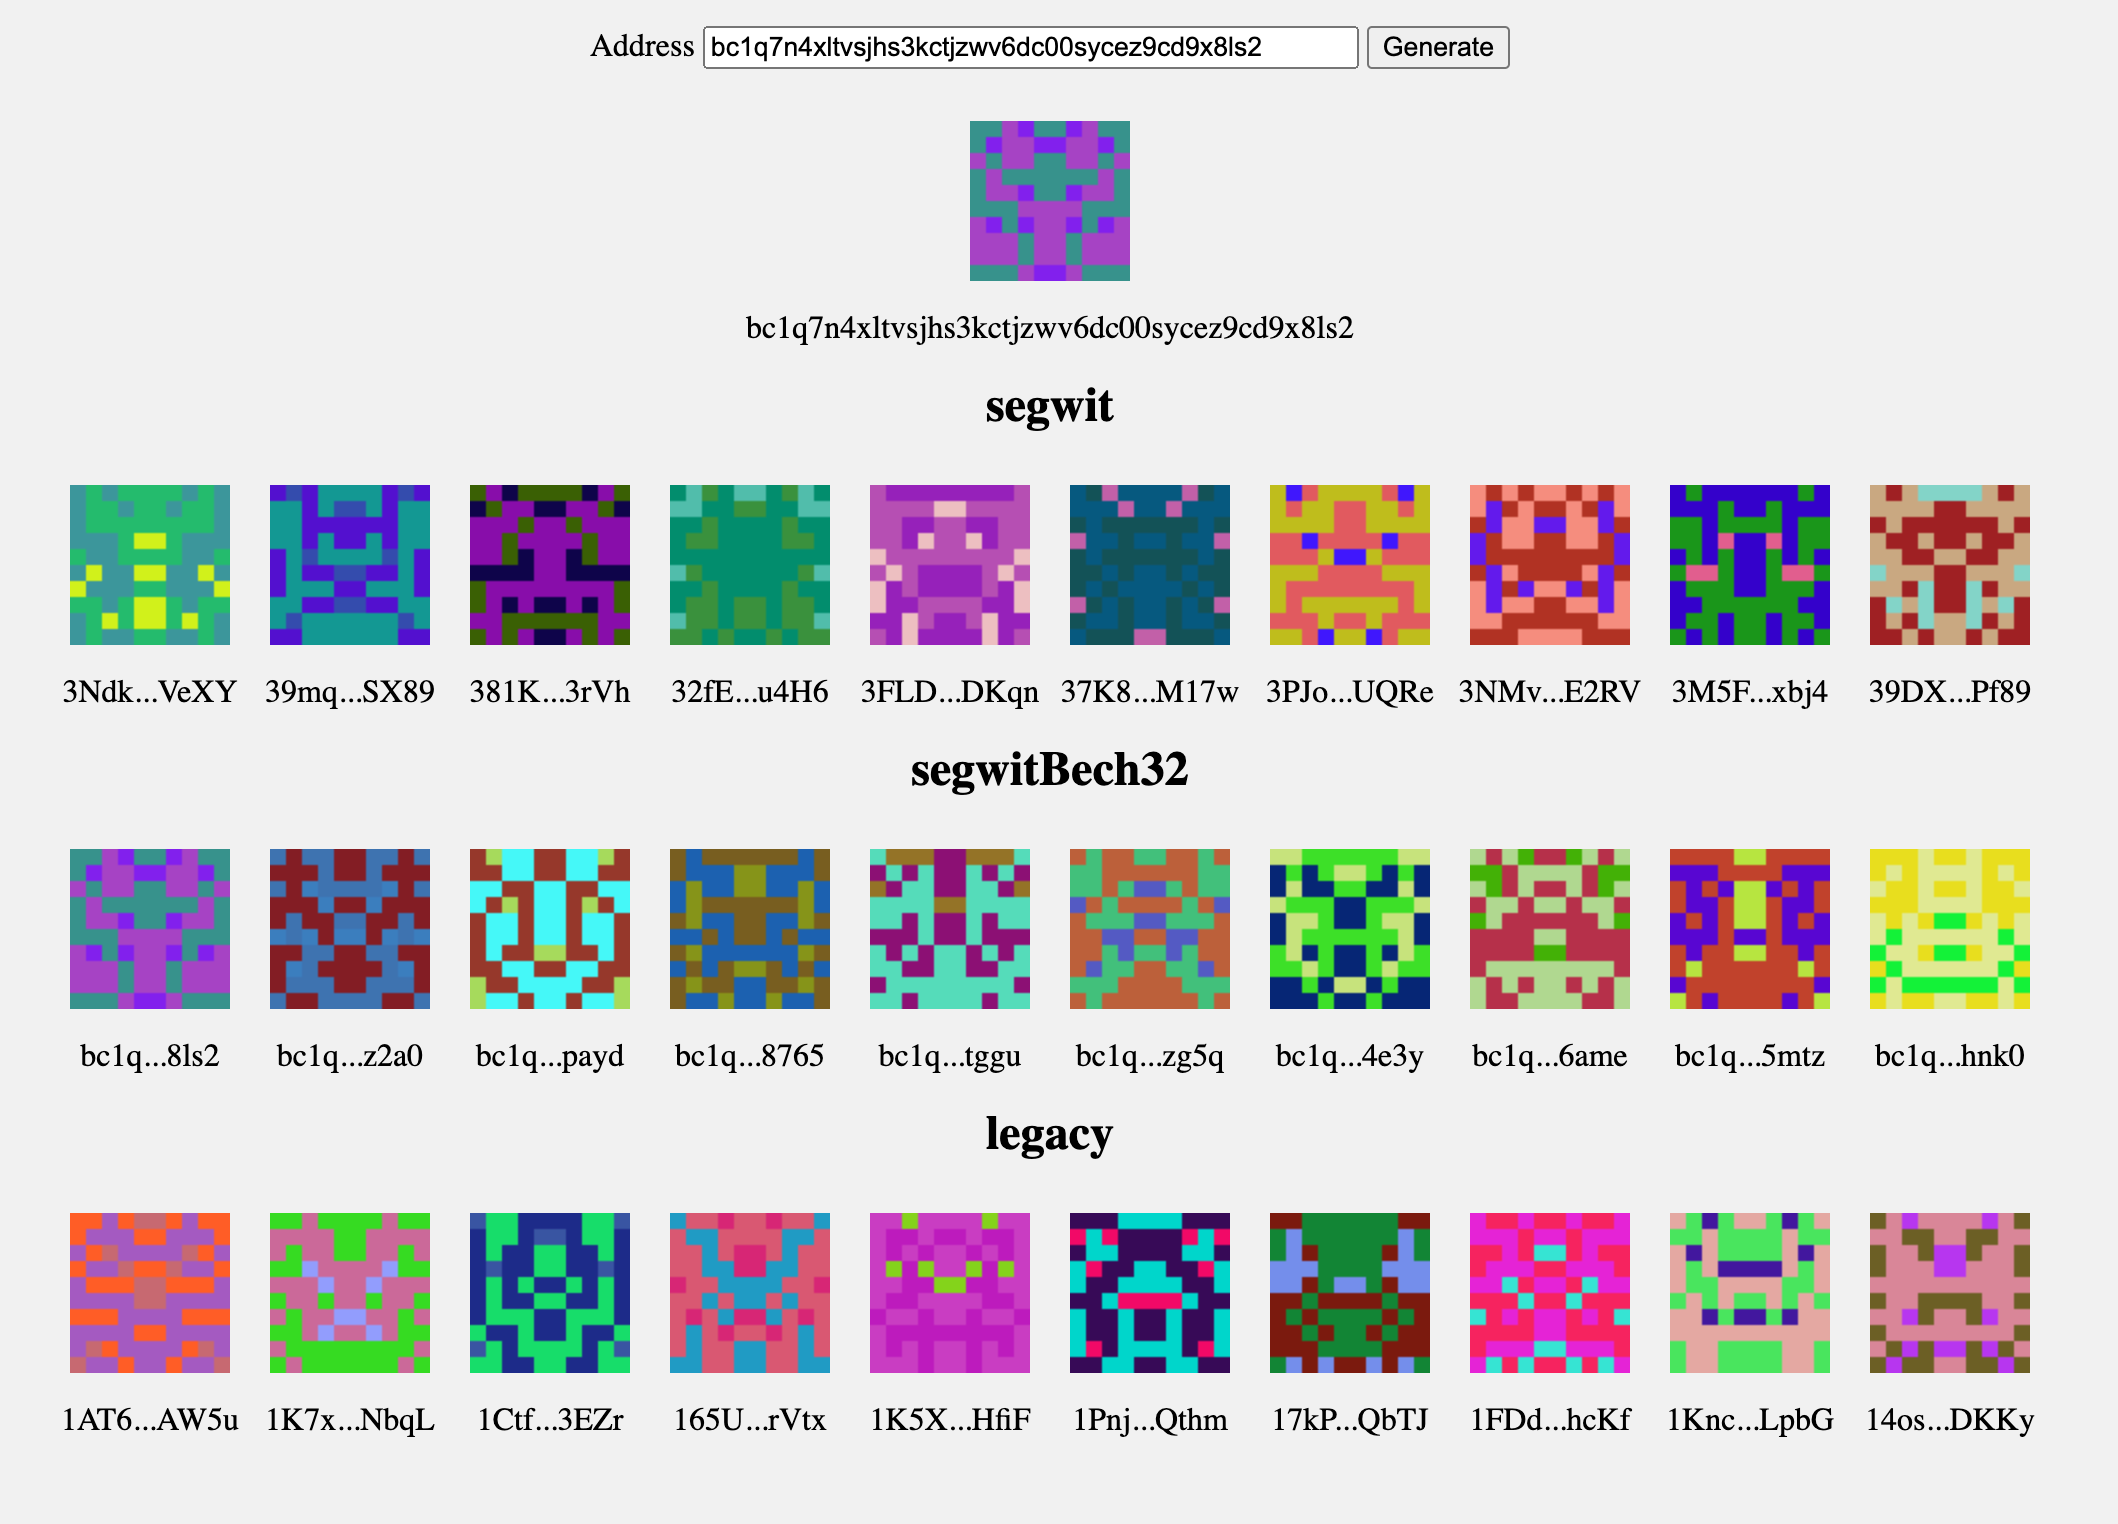 Address bc1q7n4xltvsjhs3kctjzwv6dc00sycez9cd9x8ls2 Generate
bc1q7n4xltvsjhs3kctjzwv6dc00sycez9cd9x8ls2
segwit
3Ndk...VeXY 39mq...SX89 381K...3rVh 32fE...u4H6 3FLD...DKqn 37K8...M17w 3PJo...UQRe 3NMv...E2RV 3M5F...xbj4 39DX...Pf89
segwitBech32
bc1q...8ls2 bc1q...z2a0 bc1q...payd bc1q...8765 bc1q...tggu bc1q...zg5q bc1q...4e3y bc1q...6ame bc1q...5mtz bc1q...hnk0
legacy
1AT6...AW5u 1K7x...NbqL 1Ctf...3EZr 165U...rVtx 1K5X...HfiF 1Pnj...Qthm 17kP...QbTJ 1FDd...hcKf 1Knc...LpbG 14os...DKKy